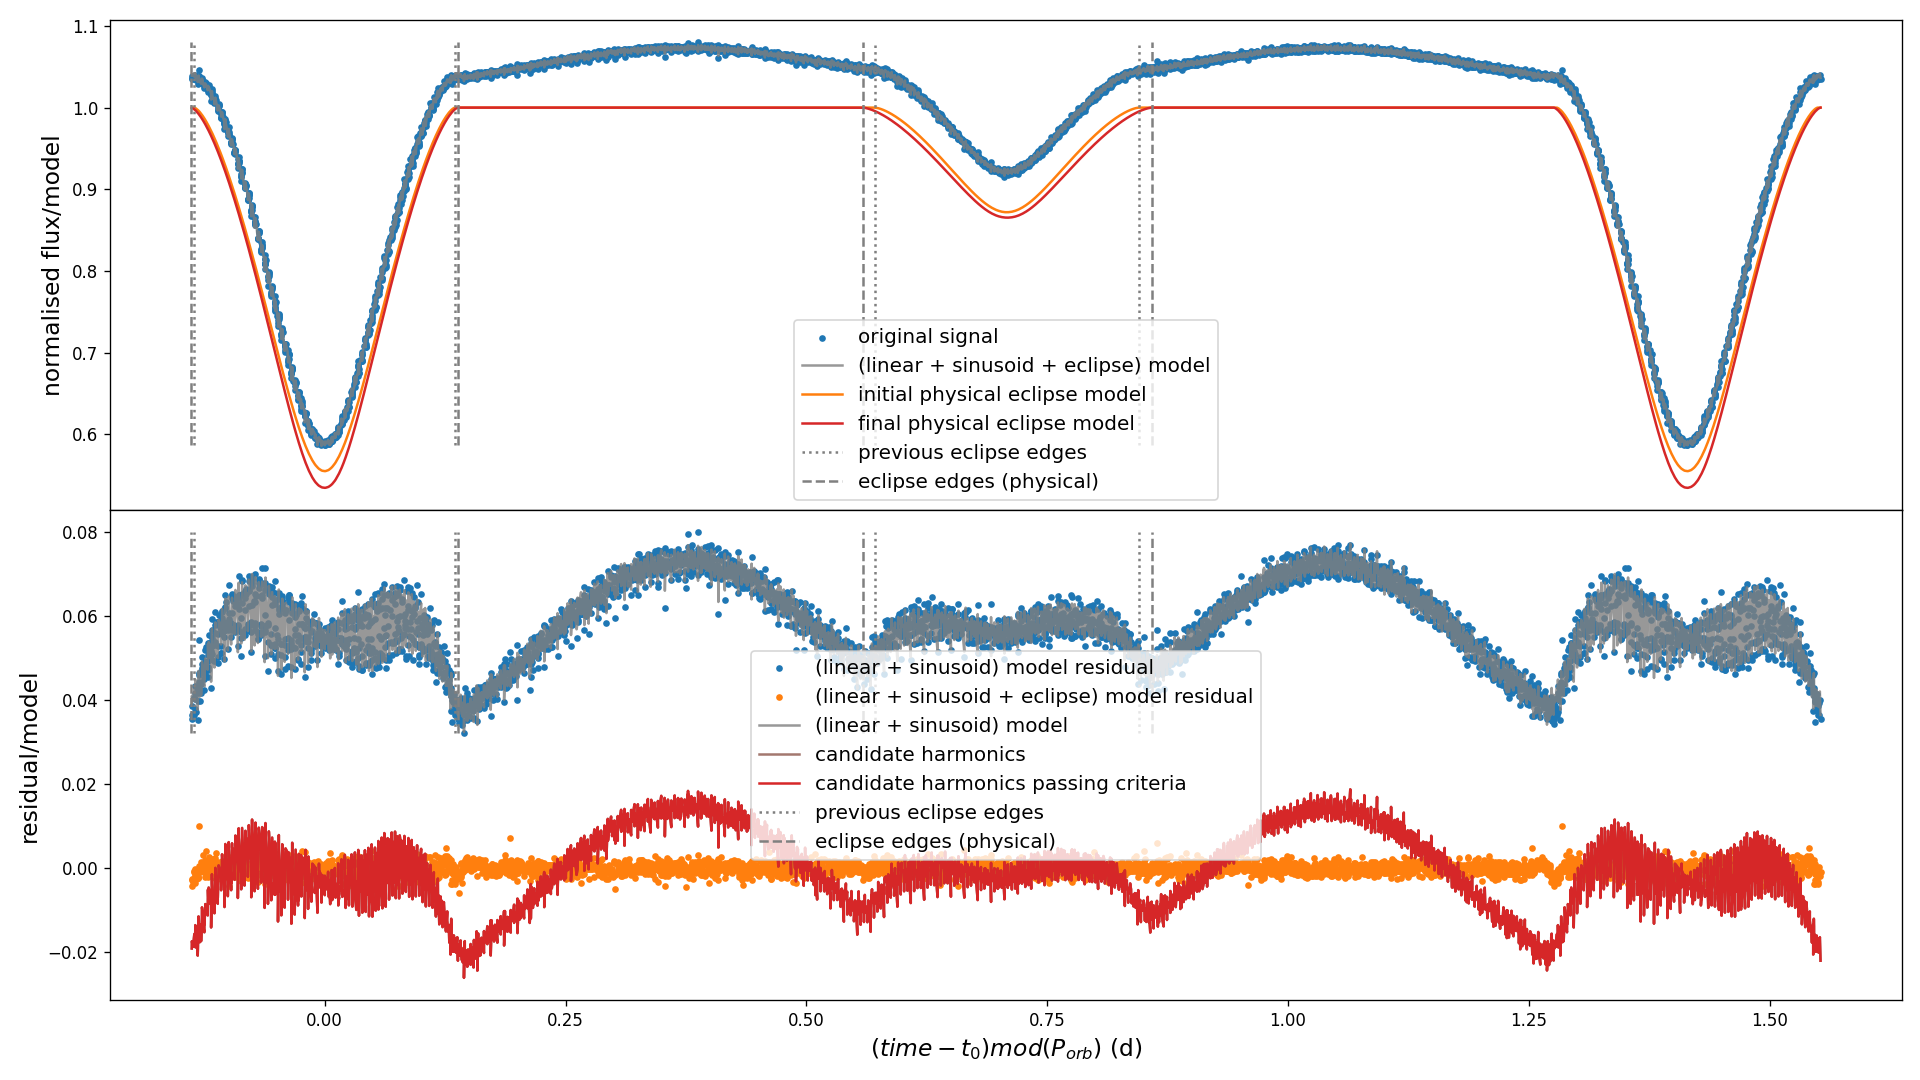 1.1
1.0
0.9
0.8
0.7
0.6
normalised flux/model
original signal
(linear + sinusoid + eclipse) model
initial physical eclipse model
final physical eclipse model
previous eclipse edges
eclipse edges (physical)
0.08
0.06
0.04
0.02
0.00
−0.02
residual/model
(linear + sinusoid) model residual
(linear + sinusoid + eclipse) model residual
(linear + sinusoid) model
candidate harmonics
candidate harmonics passing criteria
previous eclipse edges
eclipse edges (physical)
0.00 0.25 0.50 0.75 1.00 1.25 1.50
(time − t₀)mod(P_orb) (d)